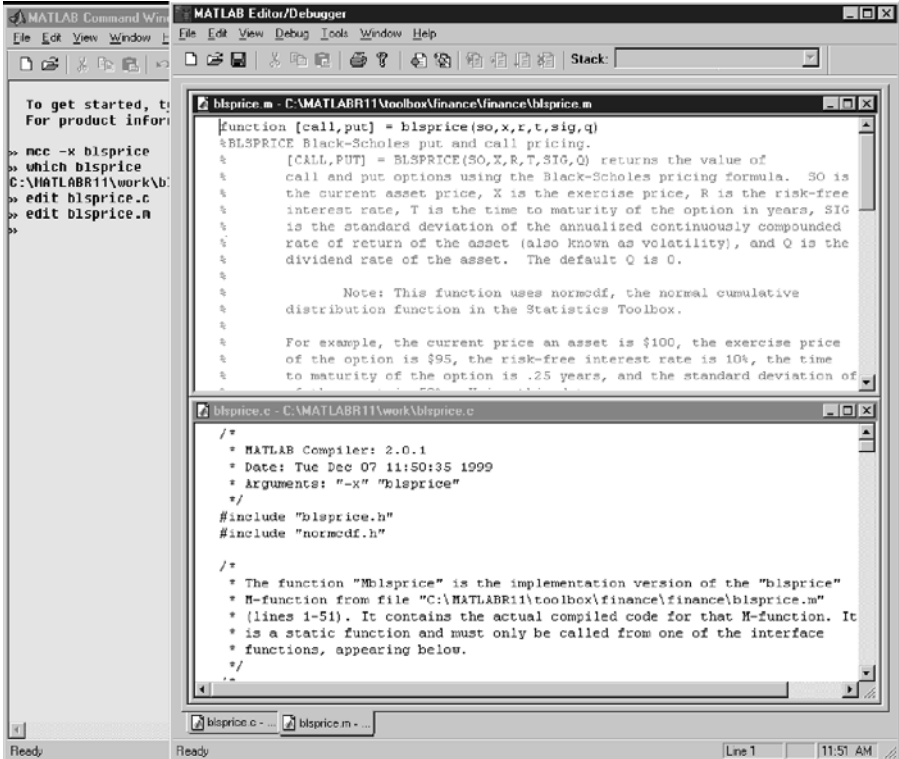 MATLAB Command Win
File Edit View Window
To get started, t
For product infor
» mcc -x blsprice
» which blsprice
C:\MATLABR11\work\b
» edit blsprice.c
» edit blsprice.m
»
Ready
MATLAB Editor/Debugger
File Edit View Debug Tools Window Help
Stack:
blsprice.m - C:\MATLABR11\toolbox\finance\finance\blsprice.m
function [call,put] = blsprice(so,x,r,t,sig,q)
%BLSPRICE Black-Scholes put and call pricing.
% [CALL,PUT] = BLSPRICE(SO,X,R,T,SIG,Q) returns the value of
% call and put options using the Black-Scholes pricing formula. SO is
% the current asset price, X is the exercise price, R is the risk-free
% interest rate, T is the time to maturity of the option in years, SIG
% is the standard deviation of the annualized continuously compounded
% rate of return of the asset (also known as volatility), and Q is the
% dividend rate of the asset. The default Q is 0.
%
% Note: This function uses normcdf, the normal cumulative
% distribution function in the Statistics Toolbox.
%
% For example, the current price an asset is $100, the exercise price
% of the option is $95, the risk-free interest rate is 10%, the time
% to maturity of the option is .25 years, and the standard deviation of
blsprice.c - C:\MATLABR11\work\blsprice.c
/*
* MATLAB Compiler: 2.0.1
* Date: Tue Dec 07 11:50:35 1999
* Arguments: "-x" "blsprice"
*/
#include "blsprice.h"
#include "normcdf.h"
/*
* The function "Mblsprice" is the implementation version of the "blsprice"
* M-function from file "C:\MATLABR11\toolbox\finance\finance\blsprice.m"
* (lines 1-51). It contains the actual compiled code for that M-function. It
* is a static function and must only be called from one of the interface
* functions, appearing below.
*/
blsprice.c - ... blsprice.m - ...
Ready Line 1 11:51 AM